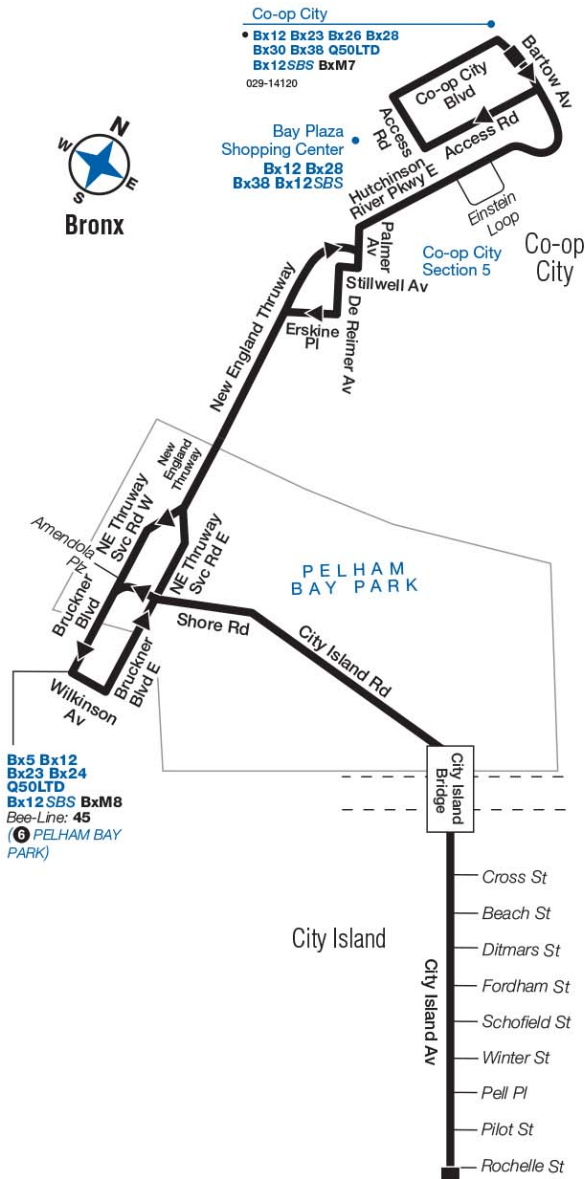 Co-op City
• Bx12 Bx23 Bx26 Bx28
Bx30 Bx38 Q50LTD
Bx12SBS BxM7
029-14120
Bartow Av
Co-op City
Blvd
Access
Rd
Access Rd
Bay Plaza
Shopping Center
Bx12 Bx28
Bx38 Bx12SBS
N
W
E
S
Bronx
Hutchinson
River Pkwy E
Einstein
Loop
Co-op
City
Palmer
Av
Co-op City
Section 5
Stillwell Av
De Reimer Av
Erskine
Pl
New England Thruway
New
England
Thruway
NE Thruway
Svc Rd W
NE Thruway
Svc Rd E
Amendola
Plz
PELHAM
BAY PARK
Bruckner
Blvd
Shore Rd
City Island Rd
Bruckner
Blvd E
Wilkinson
Av
Bx5 Bx12
Bx23 Bx24
Q50LTD
Bx12SBS BxM8
Bee-Line: 45
(6 PELHAM BAY
PARK)
City Island
Bridge
City Island
City Island Av
Cross St
Beach St
Ditmars St
Fordham St
Schofield St
Winter St
Pell Pl
Pilot St
Rochelle St